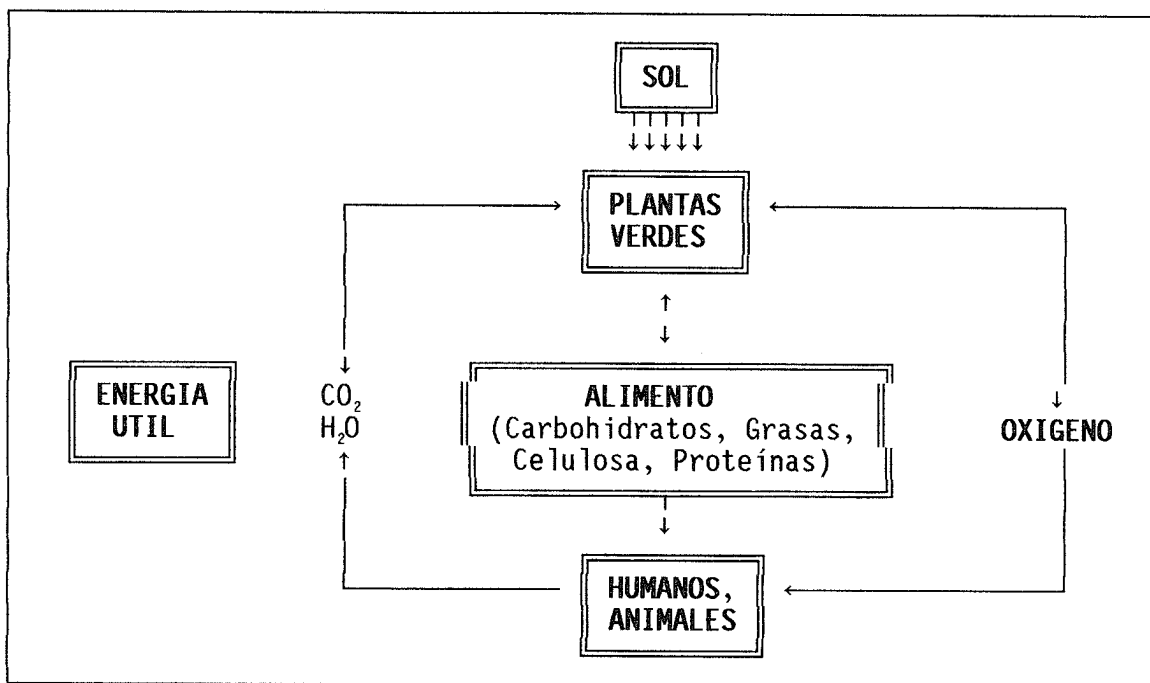 SOL
PLANTAS
VERDES
ENERGIA
UTIL
CO₂
H₂O
ALIMENTO
(Carbohidratos, Grasas,
Celulosa, Proteínas)
OXIGENO
HUMANOS,
ANIMALES